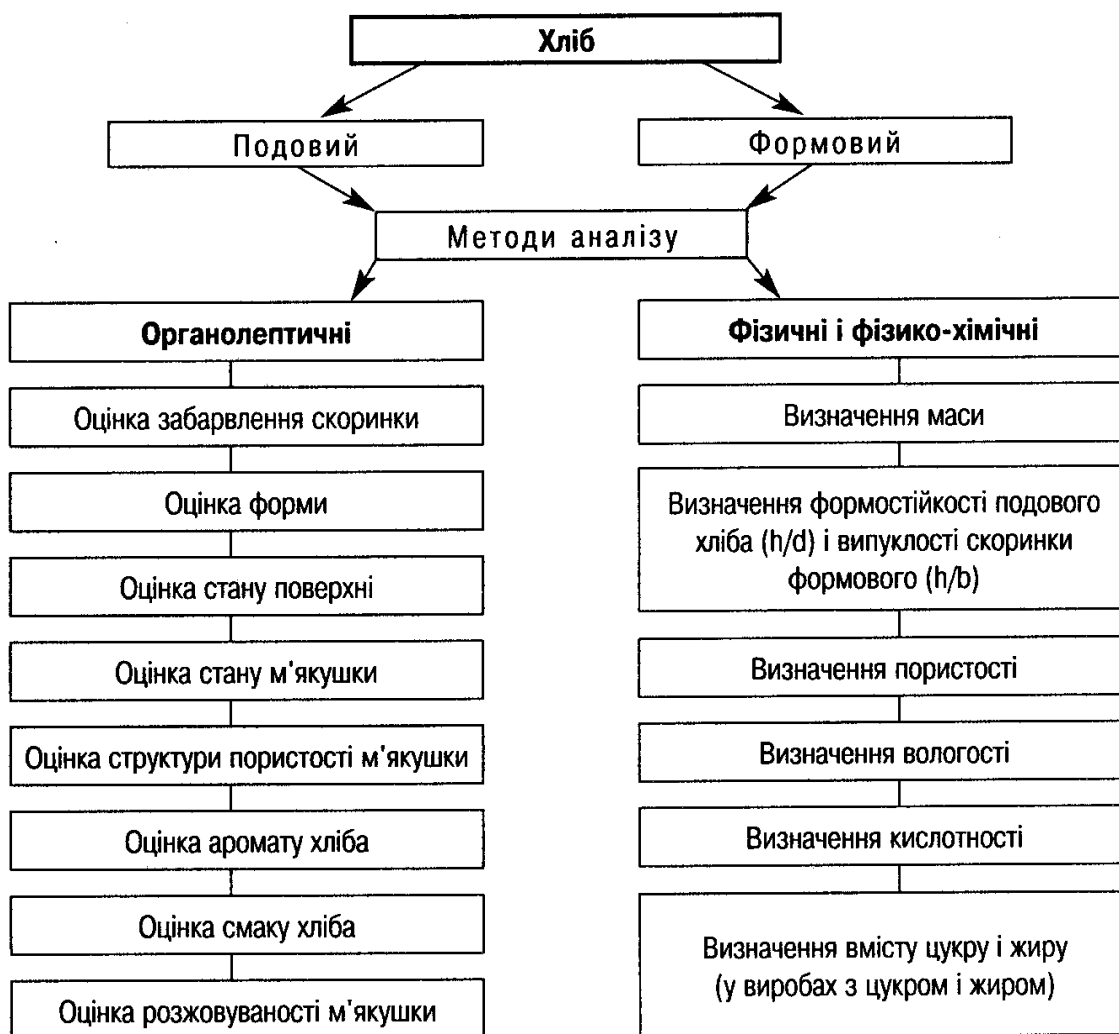 Хліб
Подовий
Формовий
Методи аналізу
Органолептичні
Оцінка забарвлення скоринки
Оцінка форми
Оцінка стану поверхні
Оцінка стану м'якушки
Оцінка структури пористості м'якушки
Оцінка аромату хліба
Оцінка смаку хліба
Оцінка розжовуваності м'якушки
Фізичні і фізико-хімічні
Визначення маси
Визначення формостійкості подового
хліба (h/d) і випуклості скоринки
формового (h/b)
Визначення пористості
Визначення вологості
Визначення кислотності
Визначення вмісту цукру і жиру
(у виробах з цукром і жиром)